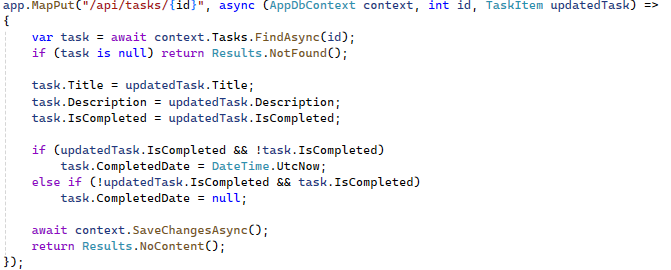 app.MapPut("/api/tasks/{id}", async (AppDbContext context, int id, TaskItem updatedTask) =>
{
    var task = await context.Tasks.FindAsync(id);
    if (task is null) return Results.NotFound();

    task.Title = updatedTask.Title;
    task.Description = updatedTask.Description;
    task.IsCompleted = updatedTask.IsCompleted;

    if (updatedTask.IsCompleted && !task.IsCompleted)
        task.CompletedDate = DateTime.UtcNow;
    else if (!updatedTask.IsCompleted && task.IsCompleted)
        task.CompletedDate = null;

    await context.SaveChangesAsync();
    return Results.NoContent();
});